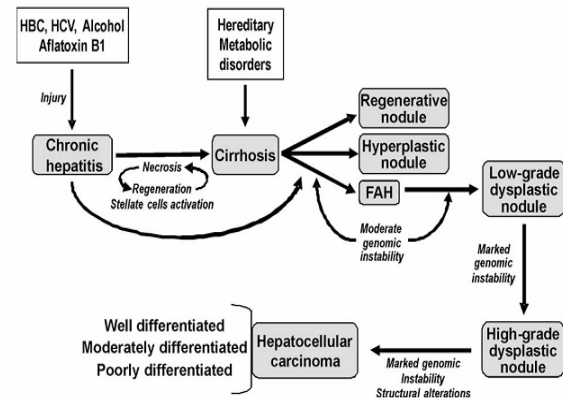 HBC, HCV, Alcohol
Aflatoxin B1
Hereditary
Metabolic
disorders
Injury
Chronic
hepatitis
Necrosis
Regeneration
Stellate cells activation
Cirrhosis
Regenerative
nodule
Hyperplastic
nodule
FAH
Low-grade
dysplastic
nodule
Moderate
genomic
instability
Marked
genomic
instability
High-grade
dysplastic
nodule
Marked genomic
Instability
Structural alterations
Hepatocellular
carcinoma
Well differentiated
Moderately differentiated
Poorly differentiated